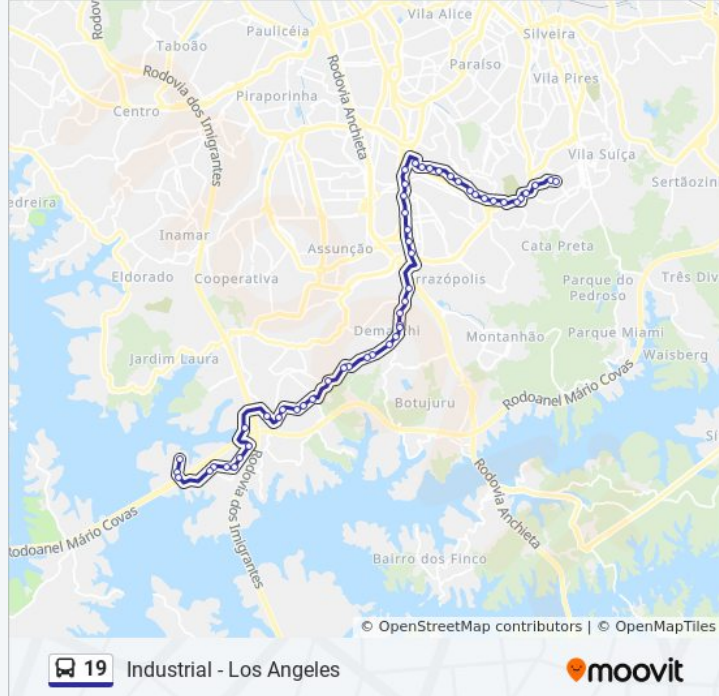 Vila Alice
Paulicéia
Silveira
Taboão
Paraíso
Vila Pires
Rodovia dos Imigrantes
Piraporinha
Centro
Rodovia Anchieta
Vila Suíça
Sertãozin
edreira
Inamar
Assunção
Cata Preta
Eldorado
Cooperativa
rrazópolis
Parque do
Pedroso
Três Div
Jardim Laura
Montanhão
Parque Miami
Waisberg
Botujuru
Rodoanel Mário Covas
Rodovia dos Imigrantes
Rodovia Anchieta
Rodoanel Mário Covas
Bairro dos Finco
© OpenStreetMap contributors | © OpenMapTiles
19 Industrial - Los Angeles
moovit